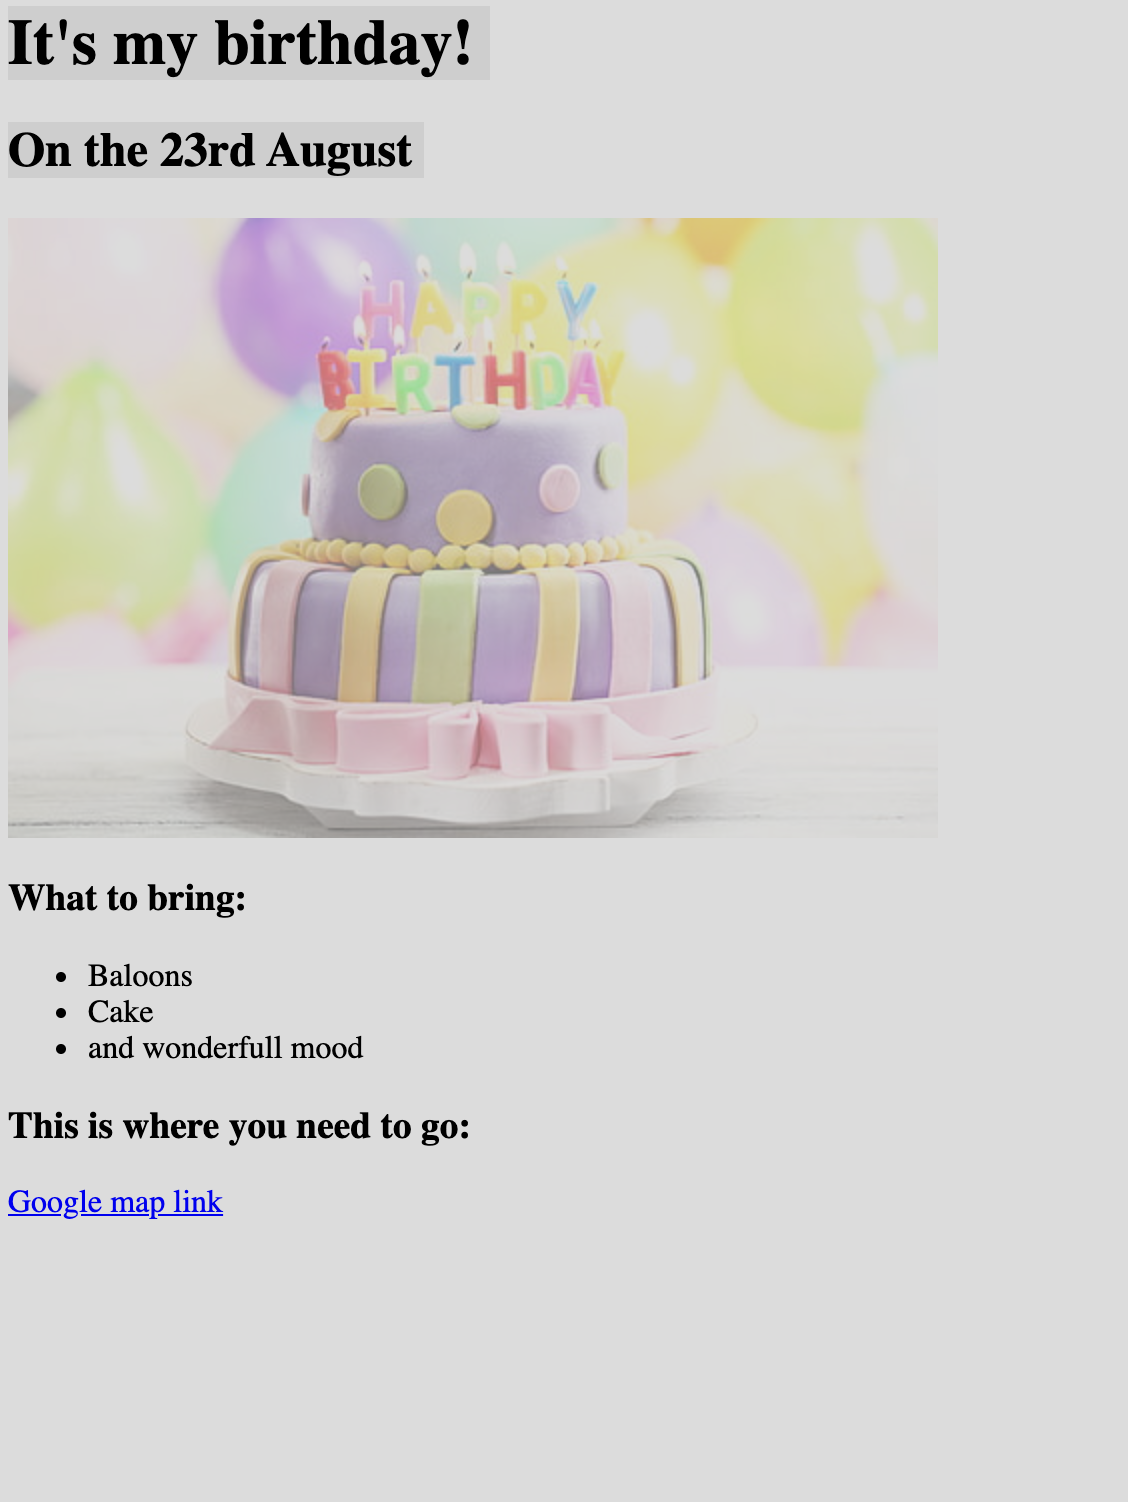 It's my birthday!
On the 23rd August
HAPPY
BIRTHDAY
What to bring:
Baloons
Cake
and wonderfull mood
This is where you need to go:
Google map link